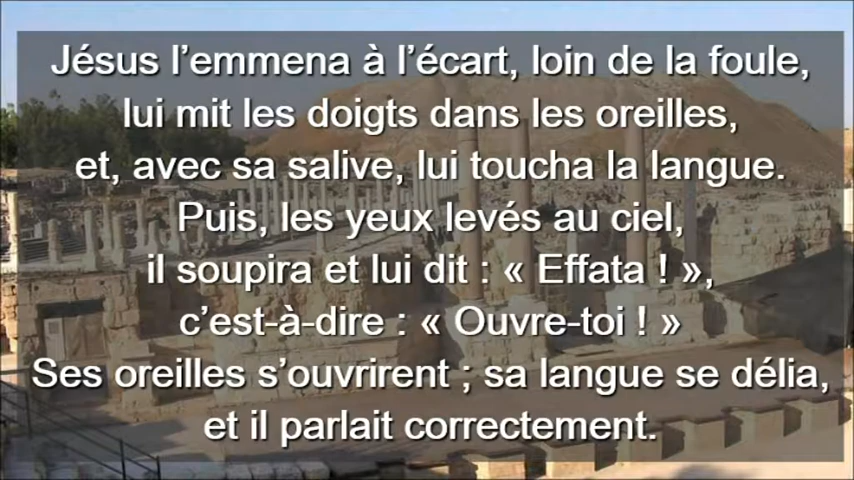 Jésus l’emmena à l’écart, loin de la foule,
lui mit les doigts dans les oreilles,
et, avec sa salive, lui toucha la langue.
Puis, les yeux levés au ciel,
il soupira et lui dit : « Effata ! »,
c’est-à-dire : « Ouvre-toi ! »
Ses oreilles s’ouvrirent ; sa langue se délia,
et il parlait correctement.